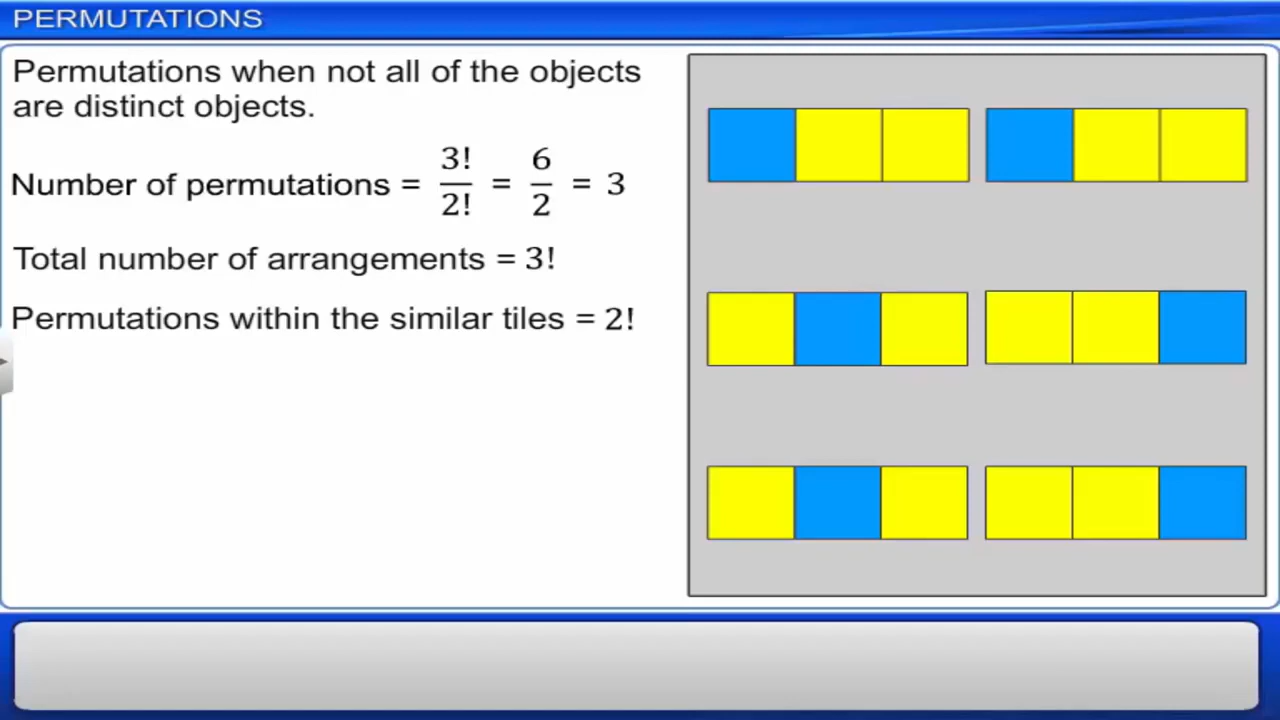 PERMUTATIONS
Permutations when not all of the objects
are distinct objects.
Number of permutations = 3!/2! = 6/2 = 3
Total number of arrangements = 3!
Permutations within the similar tiles = 2!